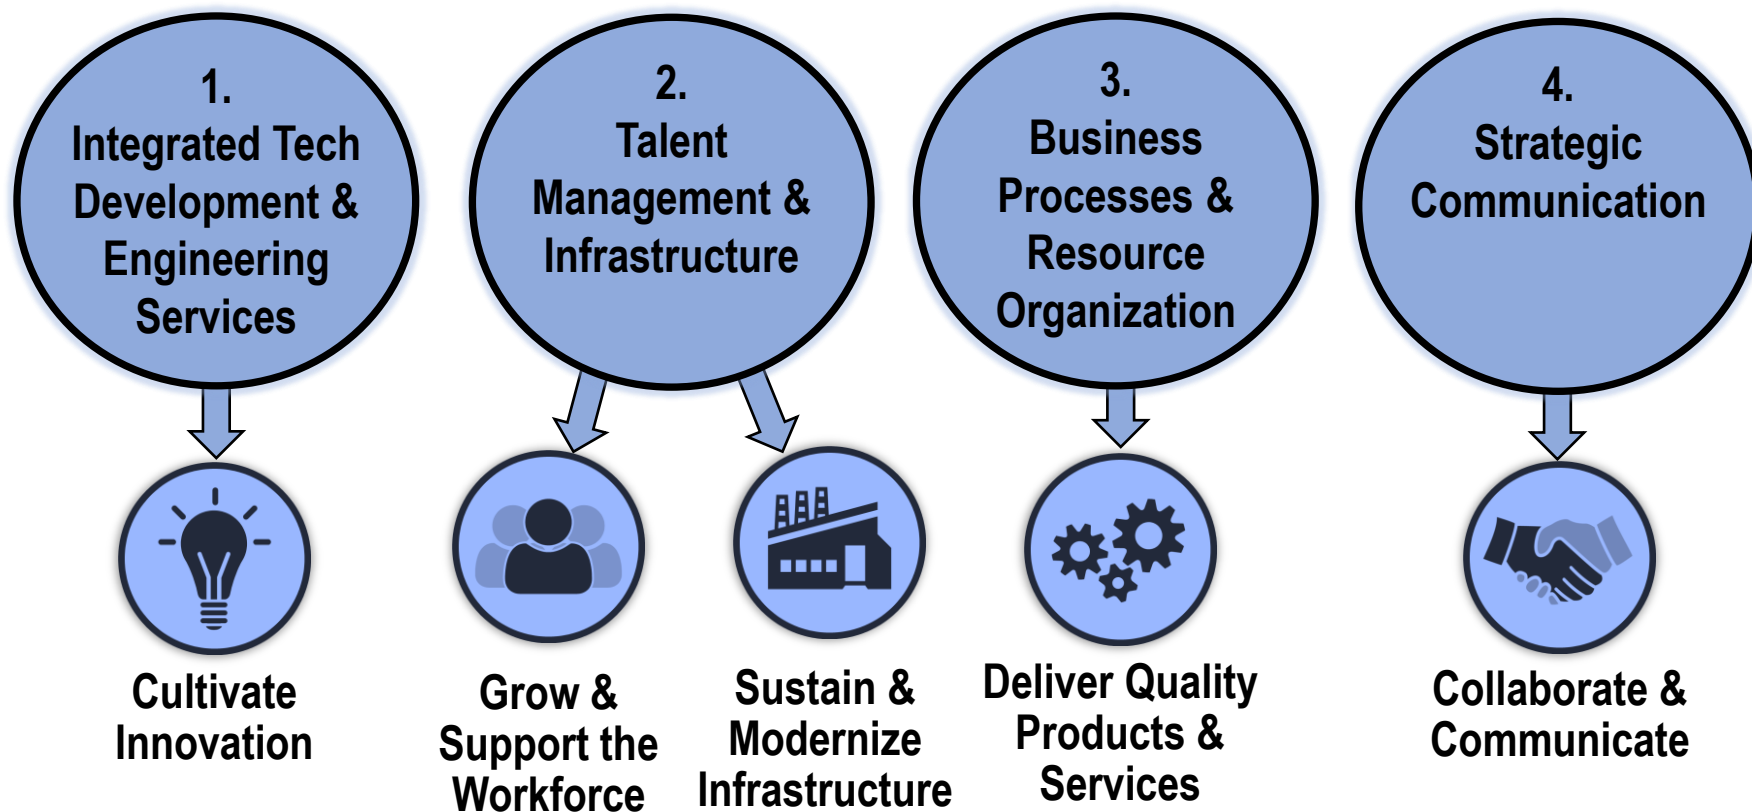 1.
Integrated Tech
Development &
Engineering
Services
2.
Talent
Management &
Infrastructure
3.
Business
Processes &
Resource
Organization
4.
Strategic
Communication
Cultivate
Innovation
Grow &
Support the
Workforce
Sustain &
Modernize
Infrastructure
Deliver Quality
Products &
Services
Collaborate &
Communicate